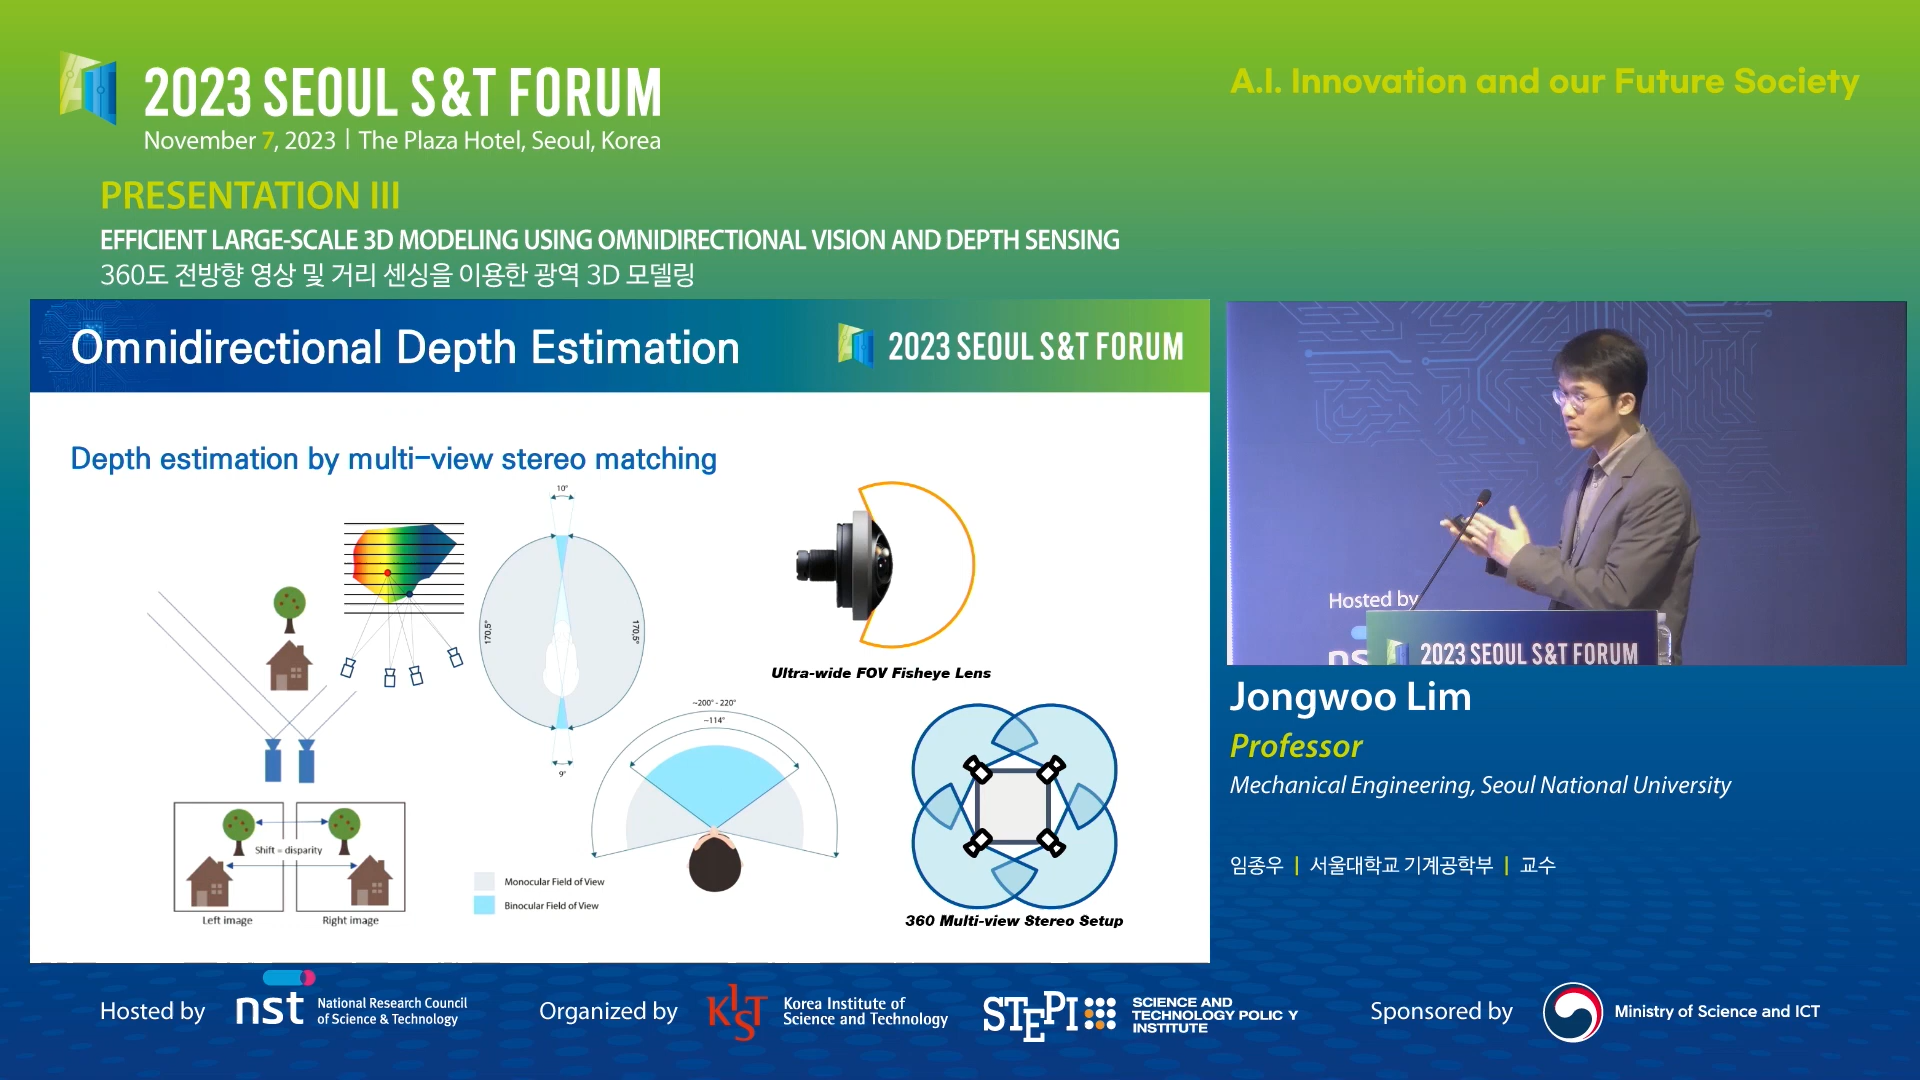 2023 SEOUL S&T FORUM
November 7, 2023 | The Plaza Hotel, Seoul, Korea
A.I. Innovation and our Future Society
PRESENTATION III
EFFICIENT LARGE-SCALE 3D MODELING USING OMNIDIRECTIONAL VISION AND DEPTH SENSING
360도 전방향 영상 및 거리 센싱을 이용한 광역 3D 모델링
Omnidirectional Depth Estimation
2023 SEOUL S&T FORUM
Depth estimation by multi-view stereo matching
10°
170,5°
170,5°
9°
Ultra-wide FOV Fisheye Lens
~200° - 220°
~114°
Shift = disparity
Left image
Right image
Monocular Field of View
Binocular Field of View
360 Multi-view Stereo Setup
Hosted by
ns
2023 SEOUL S&T FORUM
Jongwoo Lim
Professor
Mechanical Engineering, Seoul National University
임종우 | 서울대학교 기계공학부 | 교수
Hosted by
nst
National Research Council
of Science & Technology
Organized by
KIST
Korea Institute of
Science and Technology
STEPI
SCIENCE AND
TECHNOLOGY POLIC Y
INSTITUTE
Sponsored by
Ministry of Science and ICT